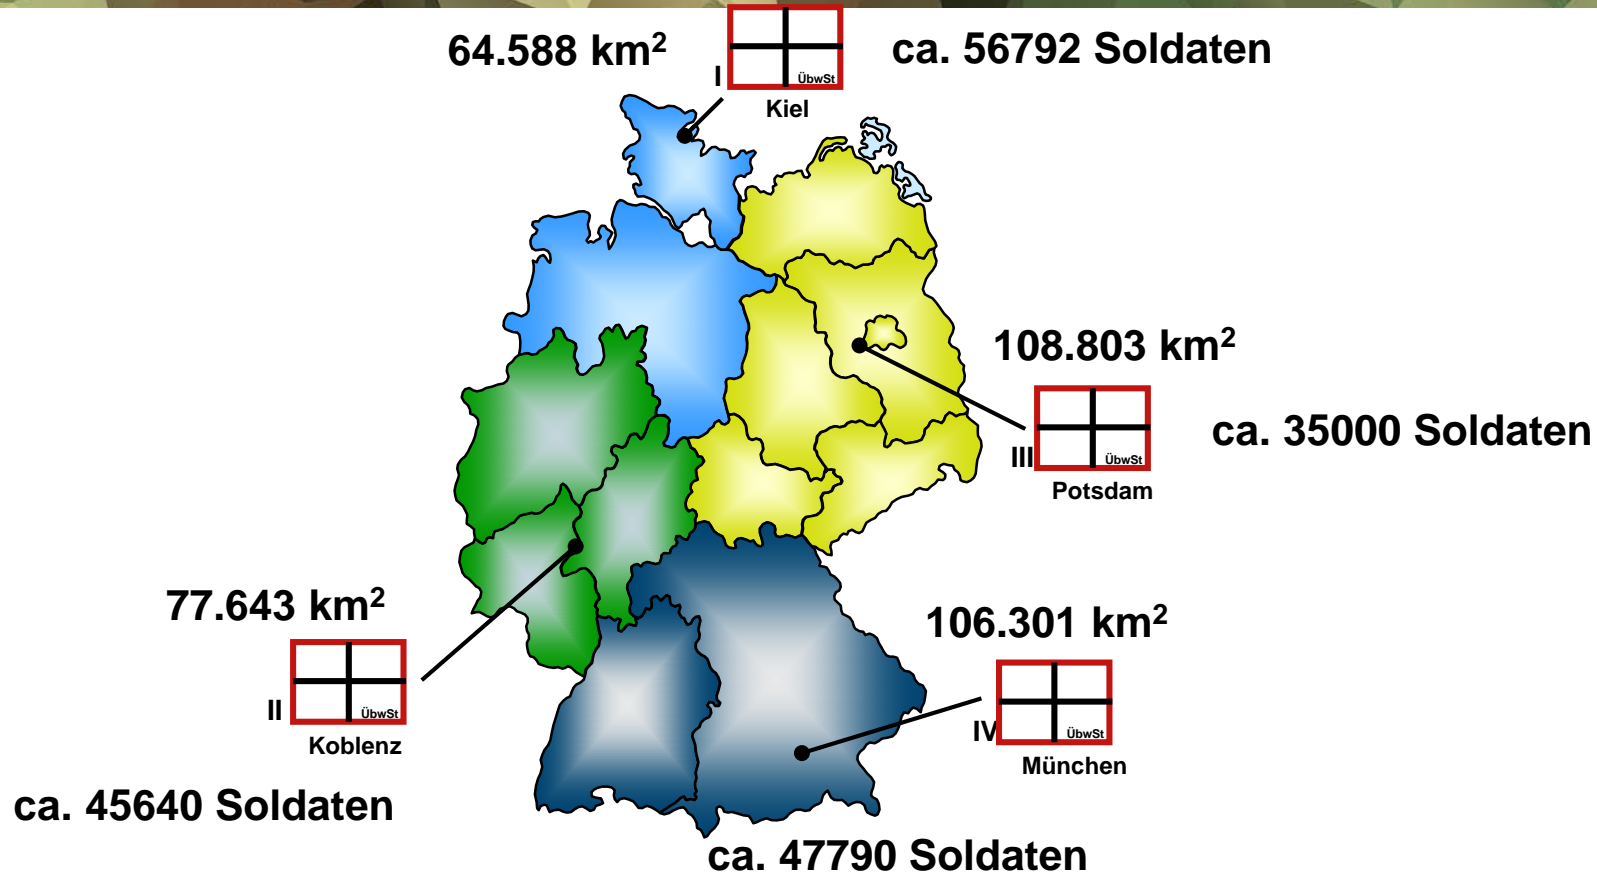 64.588 km²
ca. 56792 Soldaten
I
ÜbwSt
Kiel
108.803 km²
ca. 35000 Soldaten
III
ÜbwSt
Potsdam
77.643 km²
II
ÜbwSt
Koblenz
ca. 45640 Soldaten
106.301 km²
IV
ÜbwSt
München
ca. 47790 Soldaten